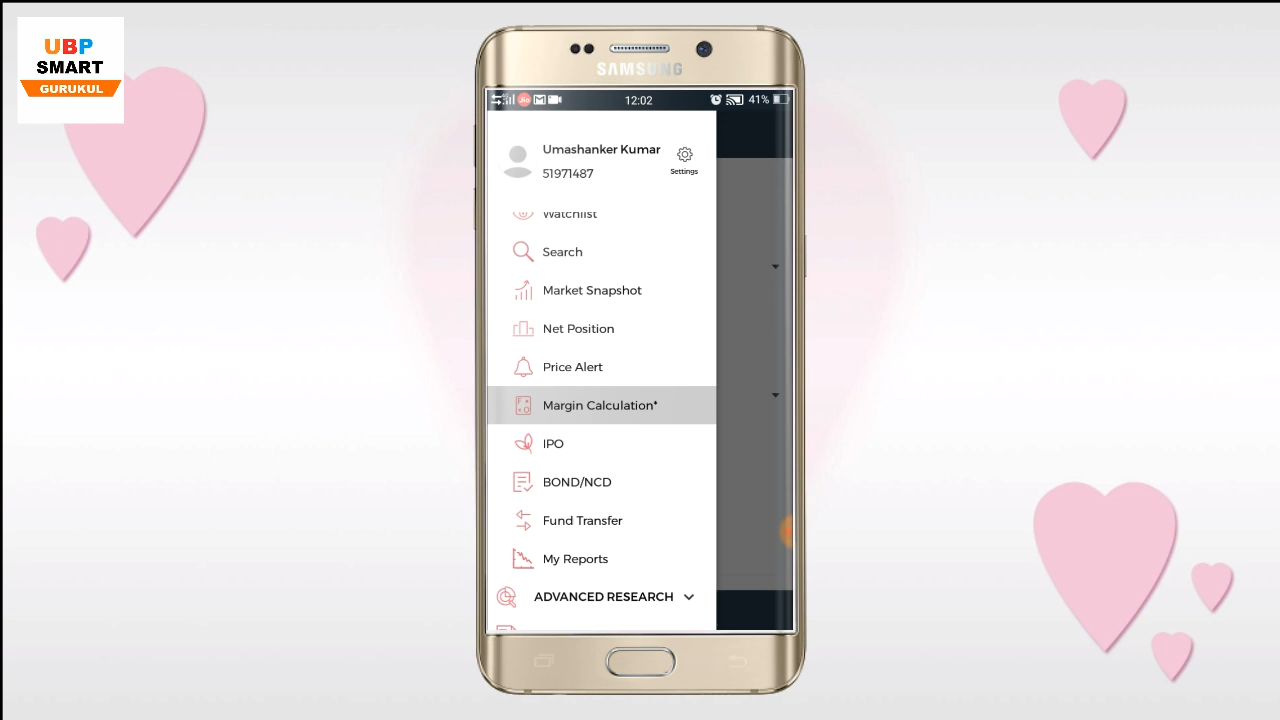 UBP
SMART
GURUKUL
SAMSUNG
Jio
12:02
41%
Umashanker Kumar
51971487
Settings
Watchlist
Search
Market Snapshot
Net Position
Price Alert
Margin Calculation*
IPO
BOND/NCD
Fund Transfer
My Reports
ADVANCED RESEARCH